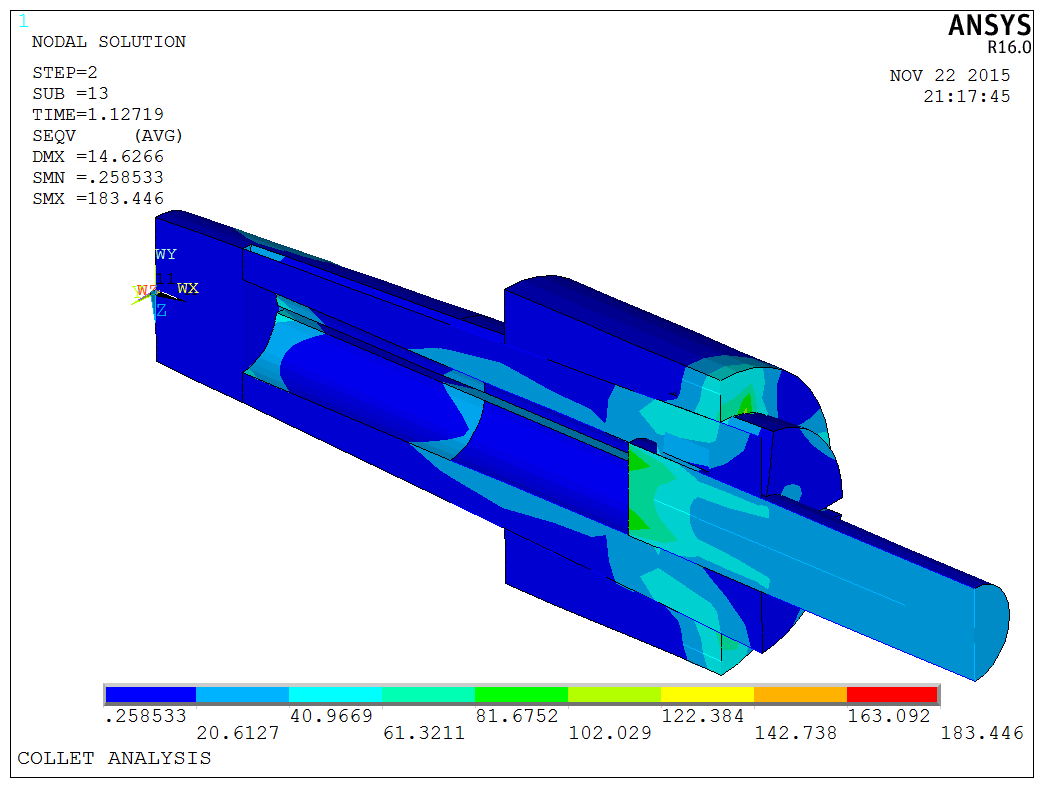 1
NODAL SOLUTION
STEP=2
SUB =13
TIME=1.12719
SEQV (AVG)
DMX =14.6266
SMN =.258533
SMX =183.446
ANSYS
R16.0
NOV 22 2015
21:17:45
WY
WX
Z
.258533
20.6127
40.9669
61.3211
81.6752
102.029
122.384
142.738
163.092
183.446
COLLET ANALYSIS